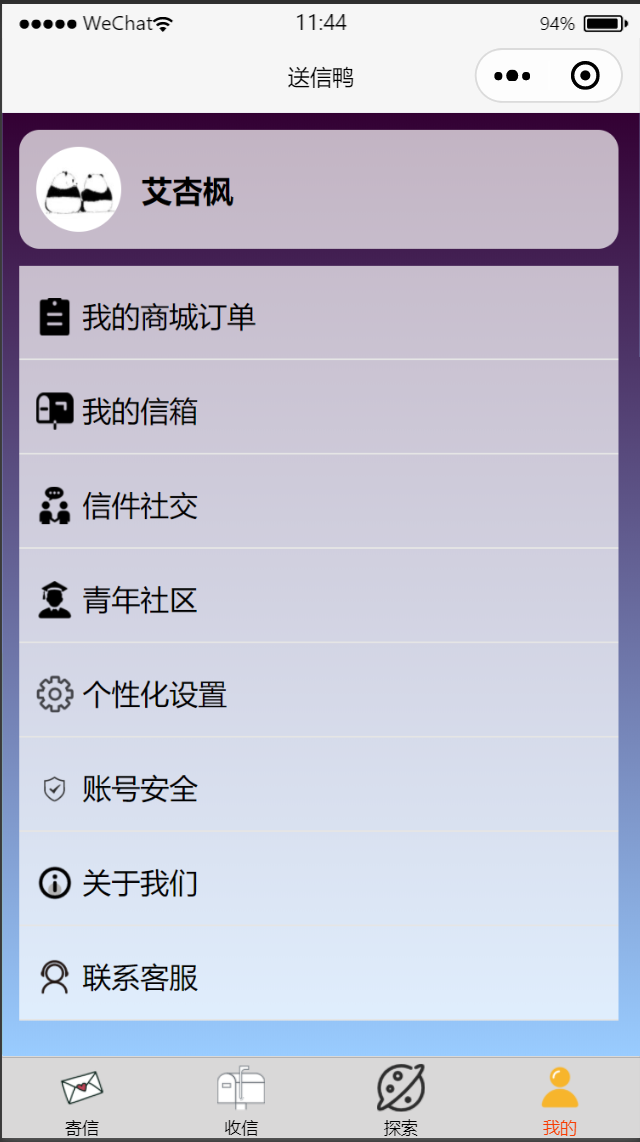 WeChat 11:44 94%
送信鸭
艾杏枫
我的商城订单
我的信箱
信件社交
青年社区
个性化设置
账号安全
关于我们
联系客服
寄信 收信 探索 我的